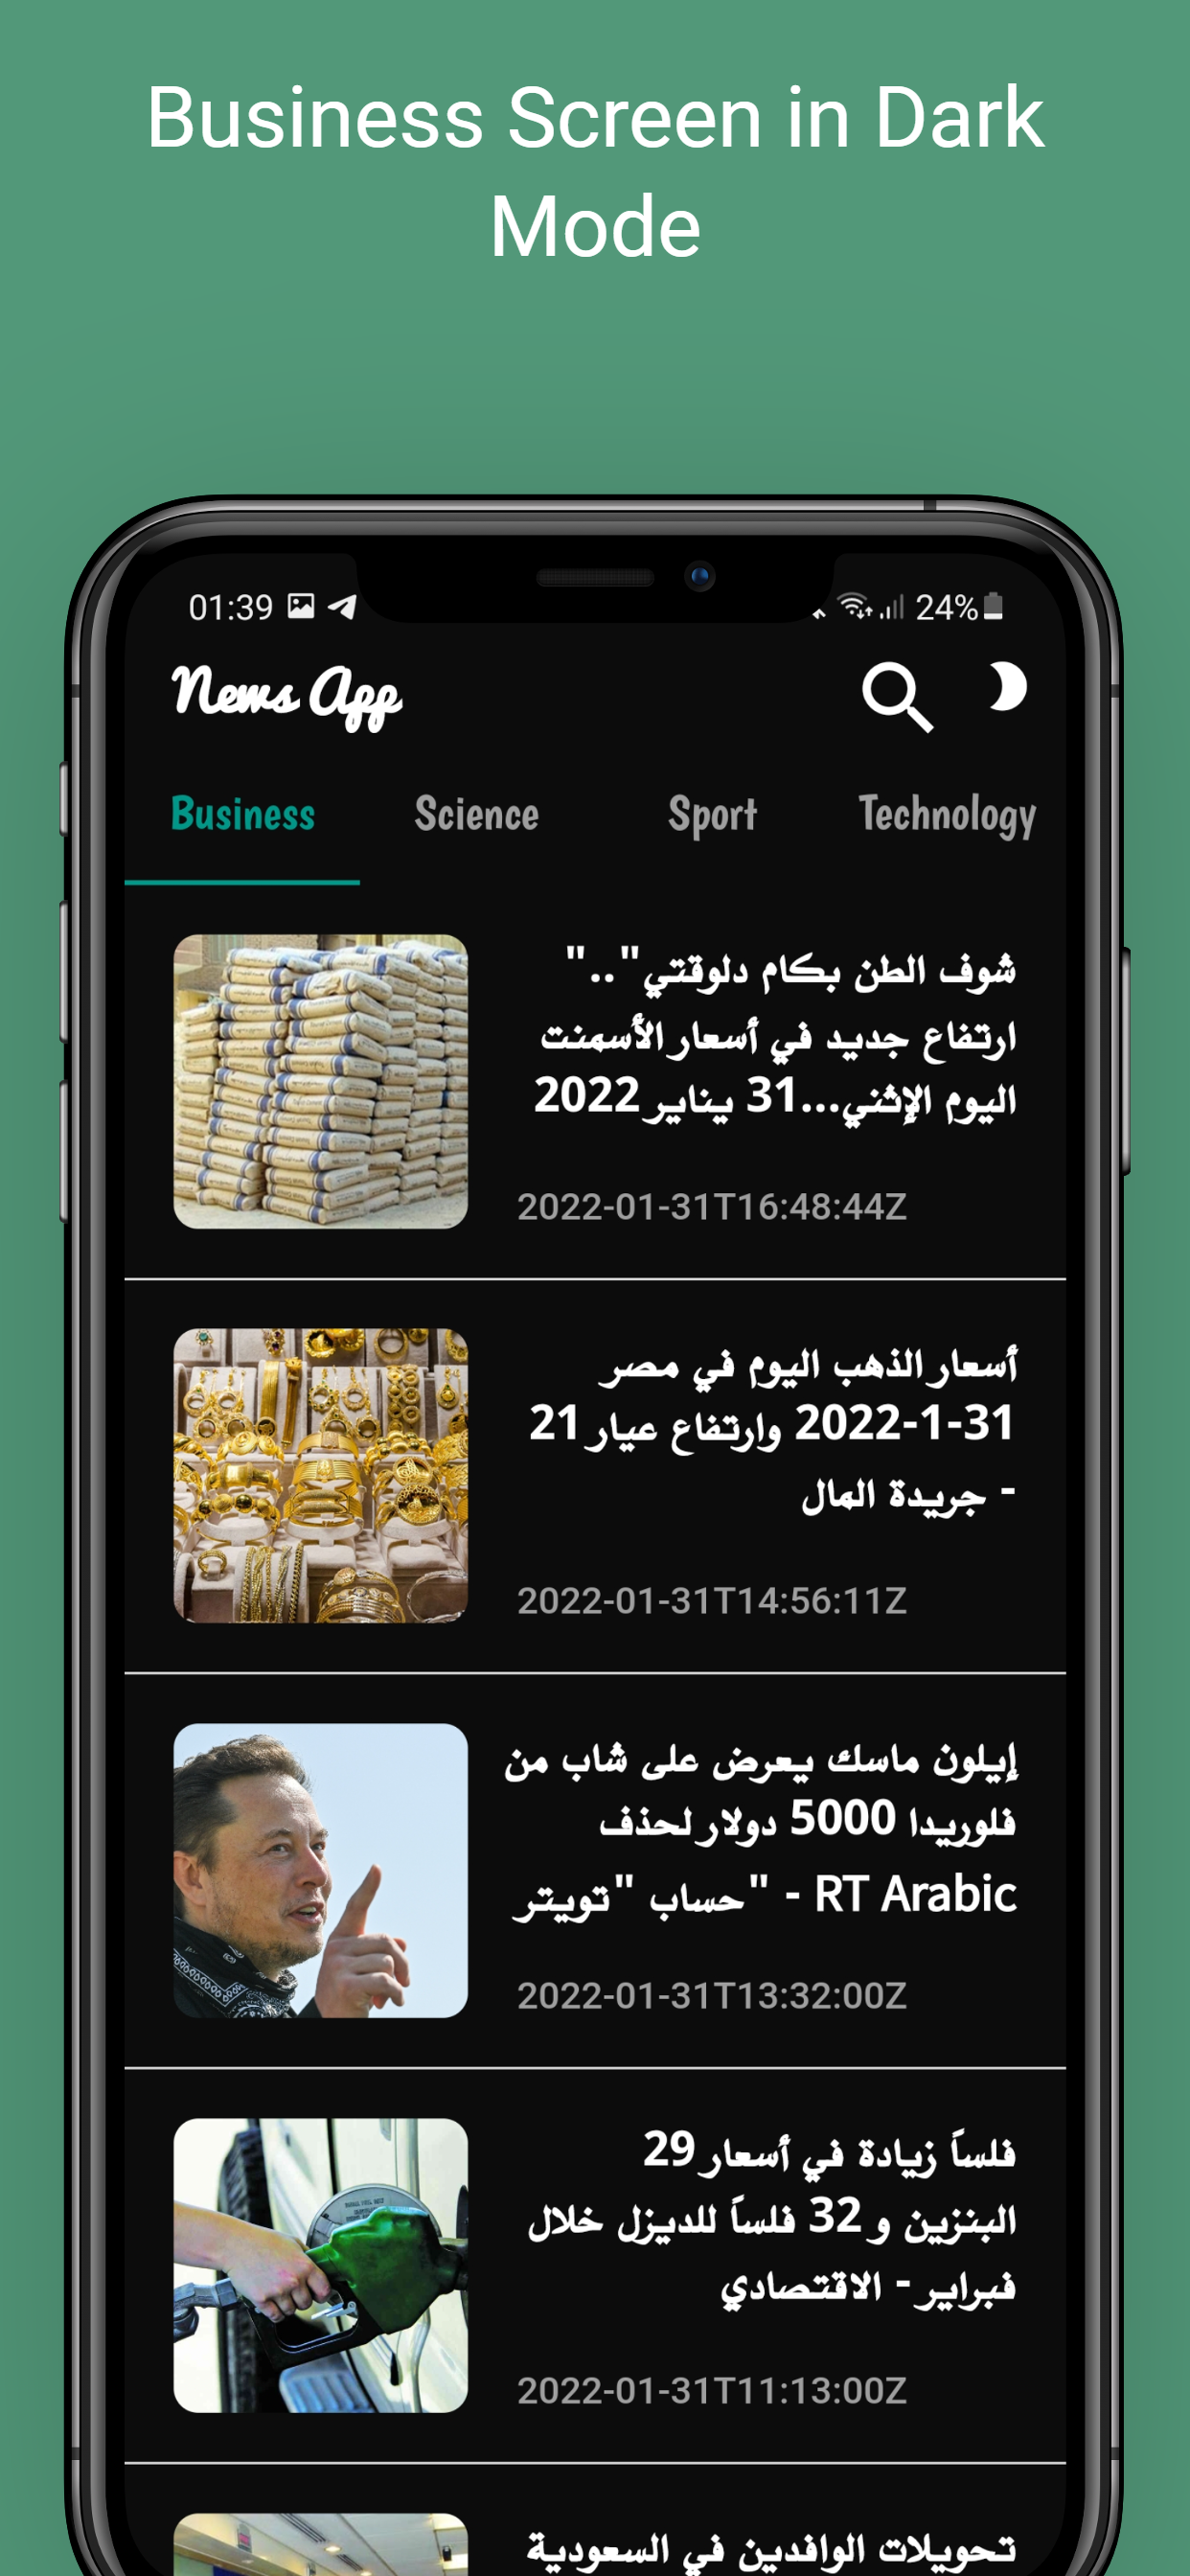 Business Screen in Dark
Mode
01:39
24%
News App
Business
Science
Sport
Technology
شوف الطن بكام دلوقتي"..‎"
ارتفاع جديد في أسعار الأسمنت
اليوم الإثني...31 يناير 2022
2022-01-31T16:48:44Z
أسعار الذهب اليوم في مصر
31-1-2022 وارتفاع عيار 21
- جريدة المال
2022-01-31T14:56:11Z
إيلون ماسك يعرض على شاب من
فلوريدا 5000 دولار لحذف
حساب "تويتر" - RT Arabic
2022-01-31T13:32:00Z
فلساً زيادة في أسعار 29
البنزين و 32 فلساً للديزل خلال
فبراير - الاقتصادي
2022-01-31T11:13:00Z
تحويلات الوافدين في السعودية